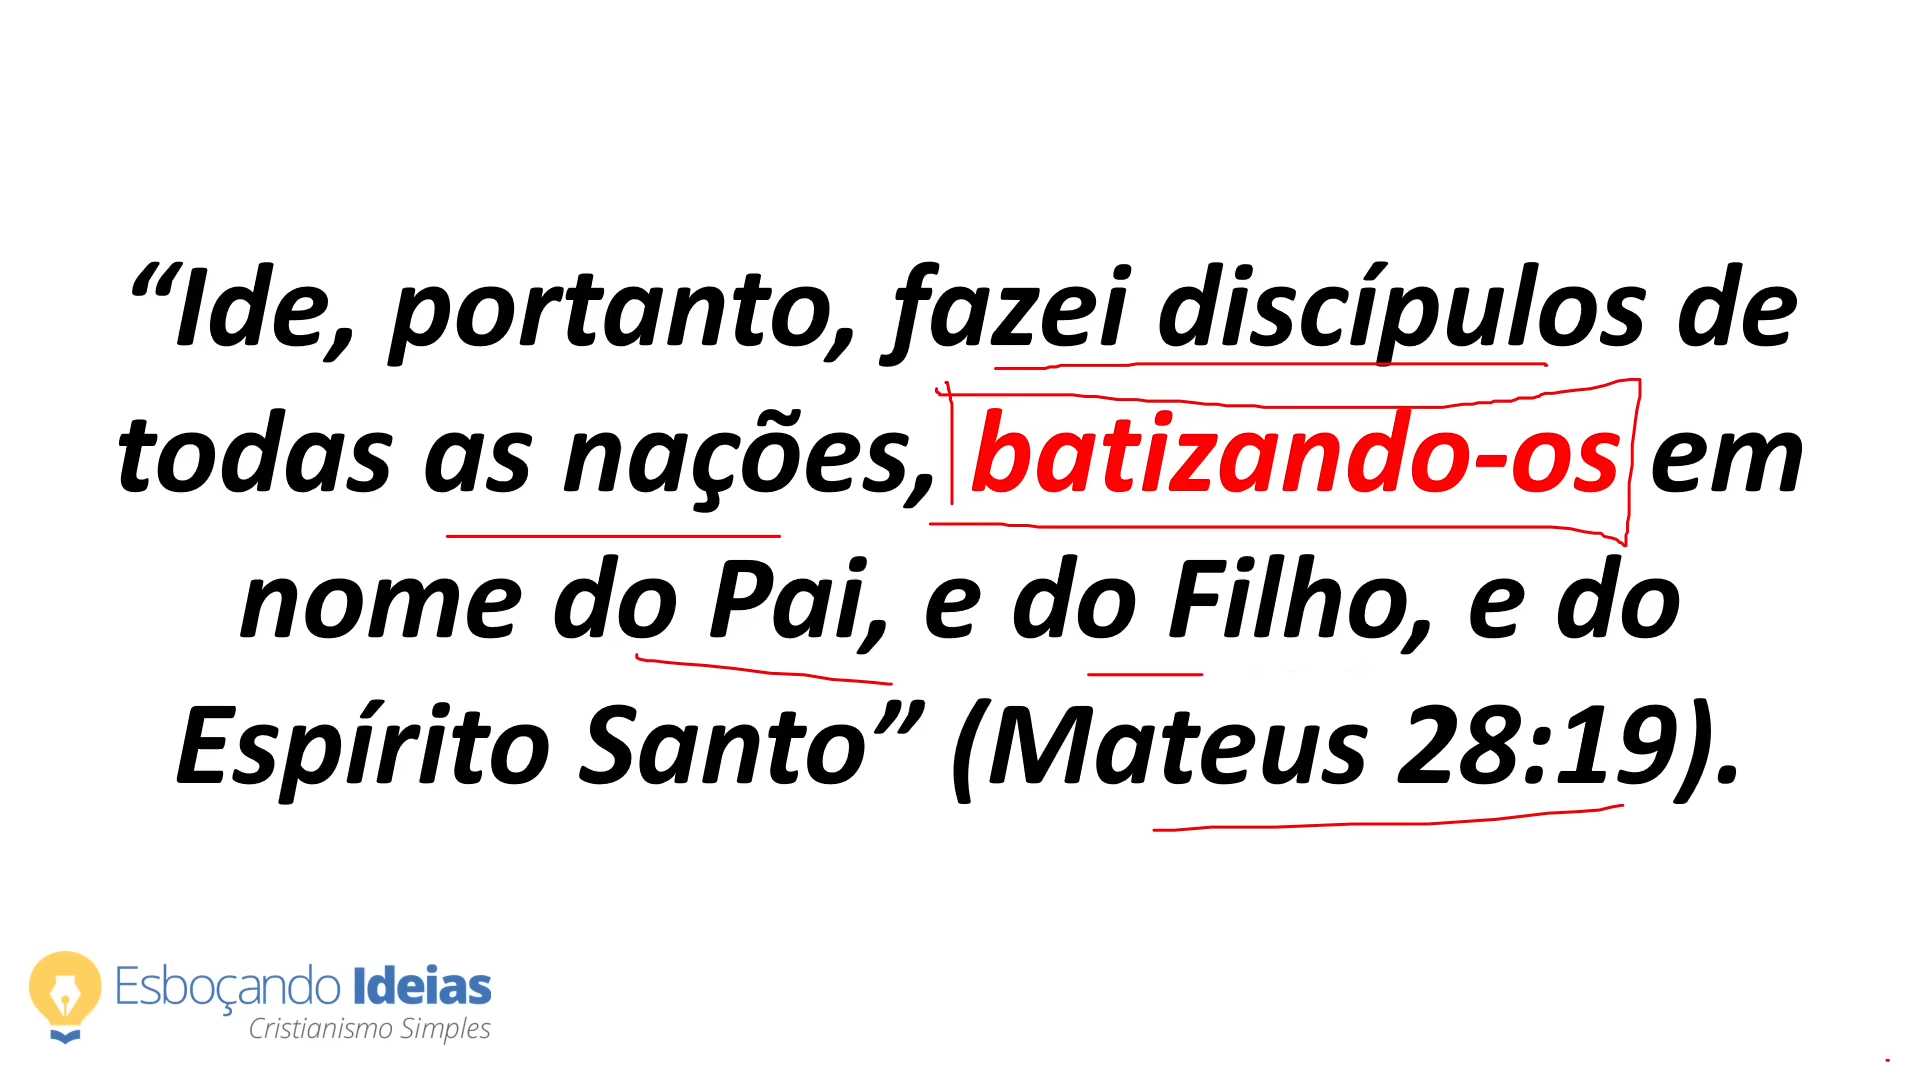 “Ide, portanto, fazei discípulos de
todas as nações, batizando-os em
nome do Pai, e do Filho, e do
Espírito Santo” (Mateus 28:19).
Esboçando Ideias
Cristianismo Simples